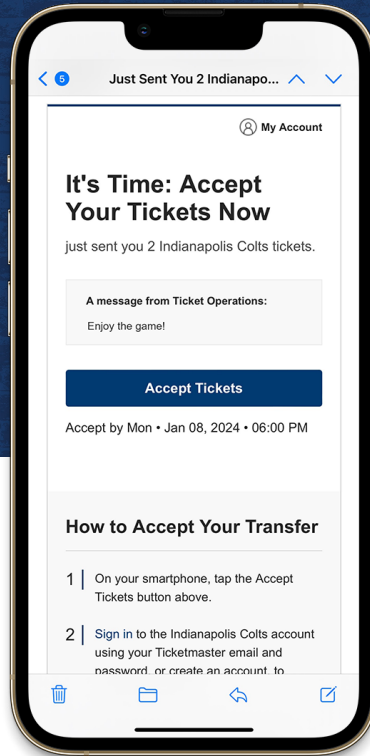 5
Just Sent You 2 Indianapo...
My Account
It's Time: Accept
Your Tickets Now
just sent you 2 Indianapolis Colts tickets.
A message from Ticket Operations:
Enjoy the game!
Accept Tickets
Accept by Mon • Jan 08, 2024 • 06:00 PM
How to Accept Your Transfer
1 On your smartphone, tap the Accept
Tickets button above.
2 Sign in to the Indianapolis Colts account
using your Ticketmaster email and
password, or create an account, to